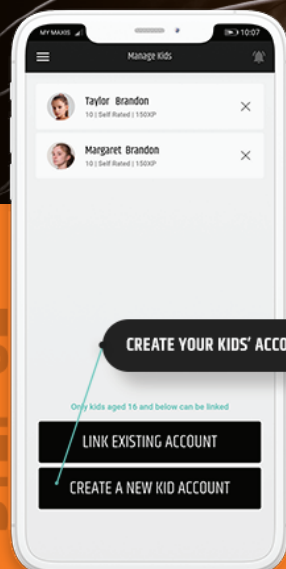 MY MAXIS 10:07
Manage Kids
Taylor Brandon
10 | Self Rated | 150XP
Margaret Brandon
10 | Self Rated | 150XP
CREATE YOUR KIDS' ACCO
Only kids aged 16 and below can be linked
LINK EXISTING ACCOUNT
CREATE A NEW KID ACCOUNT